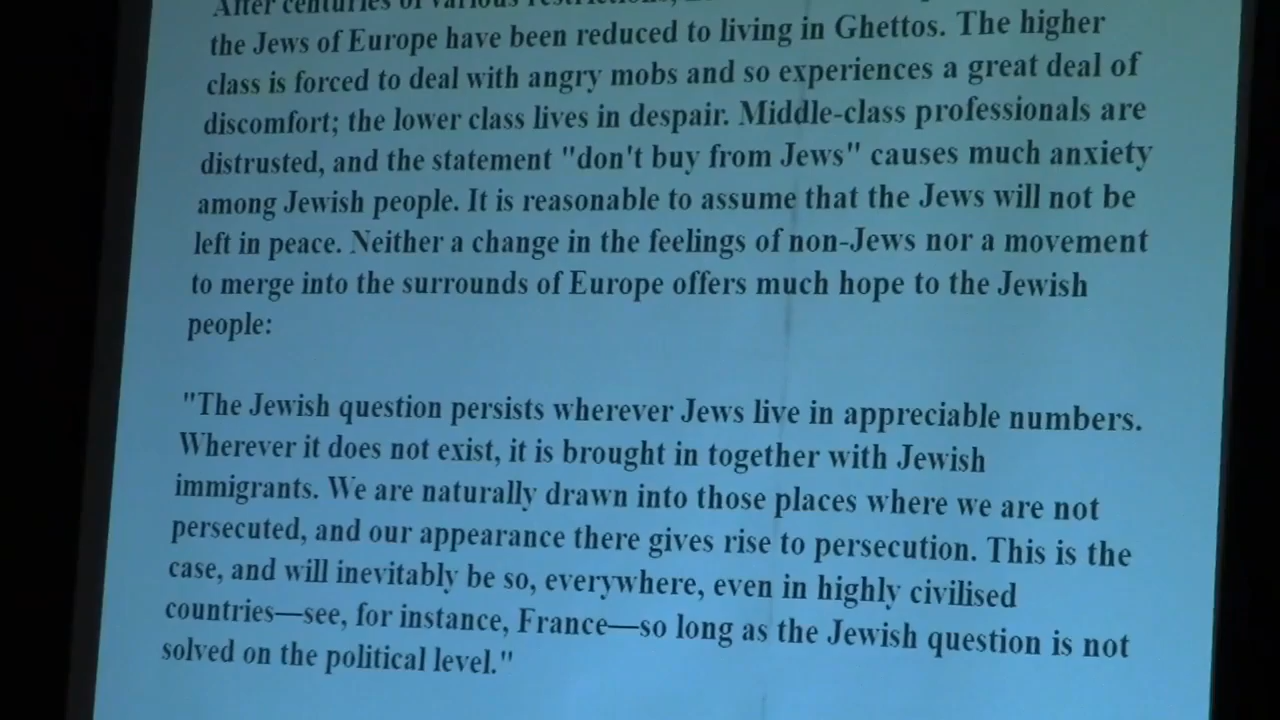 After centuries of various restrictions,
the Jews of Europe have been reduced to living in Ghettos. The higher
class is forced to deal with angry mobs and so experiences a great deal of
discomfort; the lower class lives in despair. Middle-class professionals are
distrusted, and the statement "don't buy from Jews" causes much anxiety
among Jewish people. It is reasonable to assume that the Jews will not be
left in peace. Neither a change in the feelings of non-Jews nor a movement
to merge into the surrounds of Europe offers much hope to the Jewish
people:
"The Jewish question persists wherever Jews live in appreciable numbers.
Wherever it does not exist, it is brought in together with Jewish
immigrants. We are naturally drawn into those places where we are not
persecuted, and our appearance there gives rise to persecution. This is the
case, and will inevitably be so, everywhere, even in highly civilised
countries—see, for instance, France—so long as the Jewish question is not
solved on the political level."